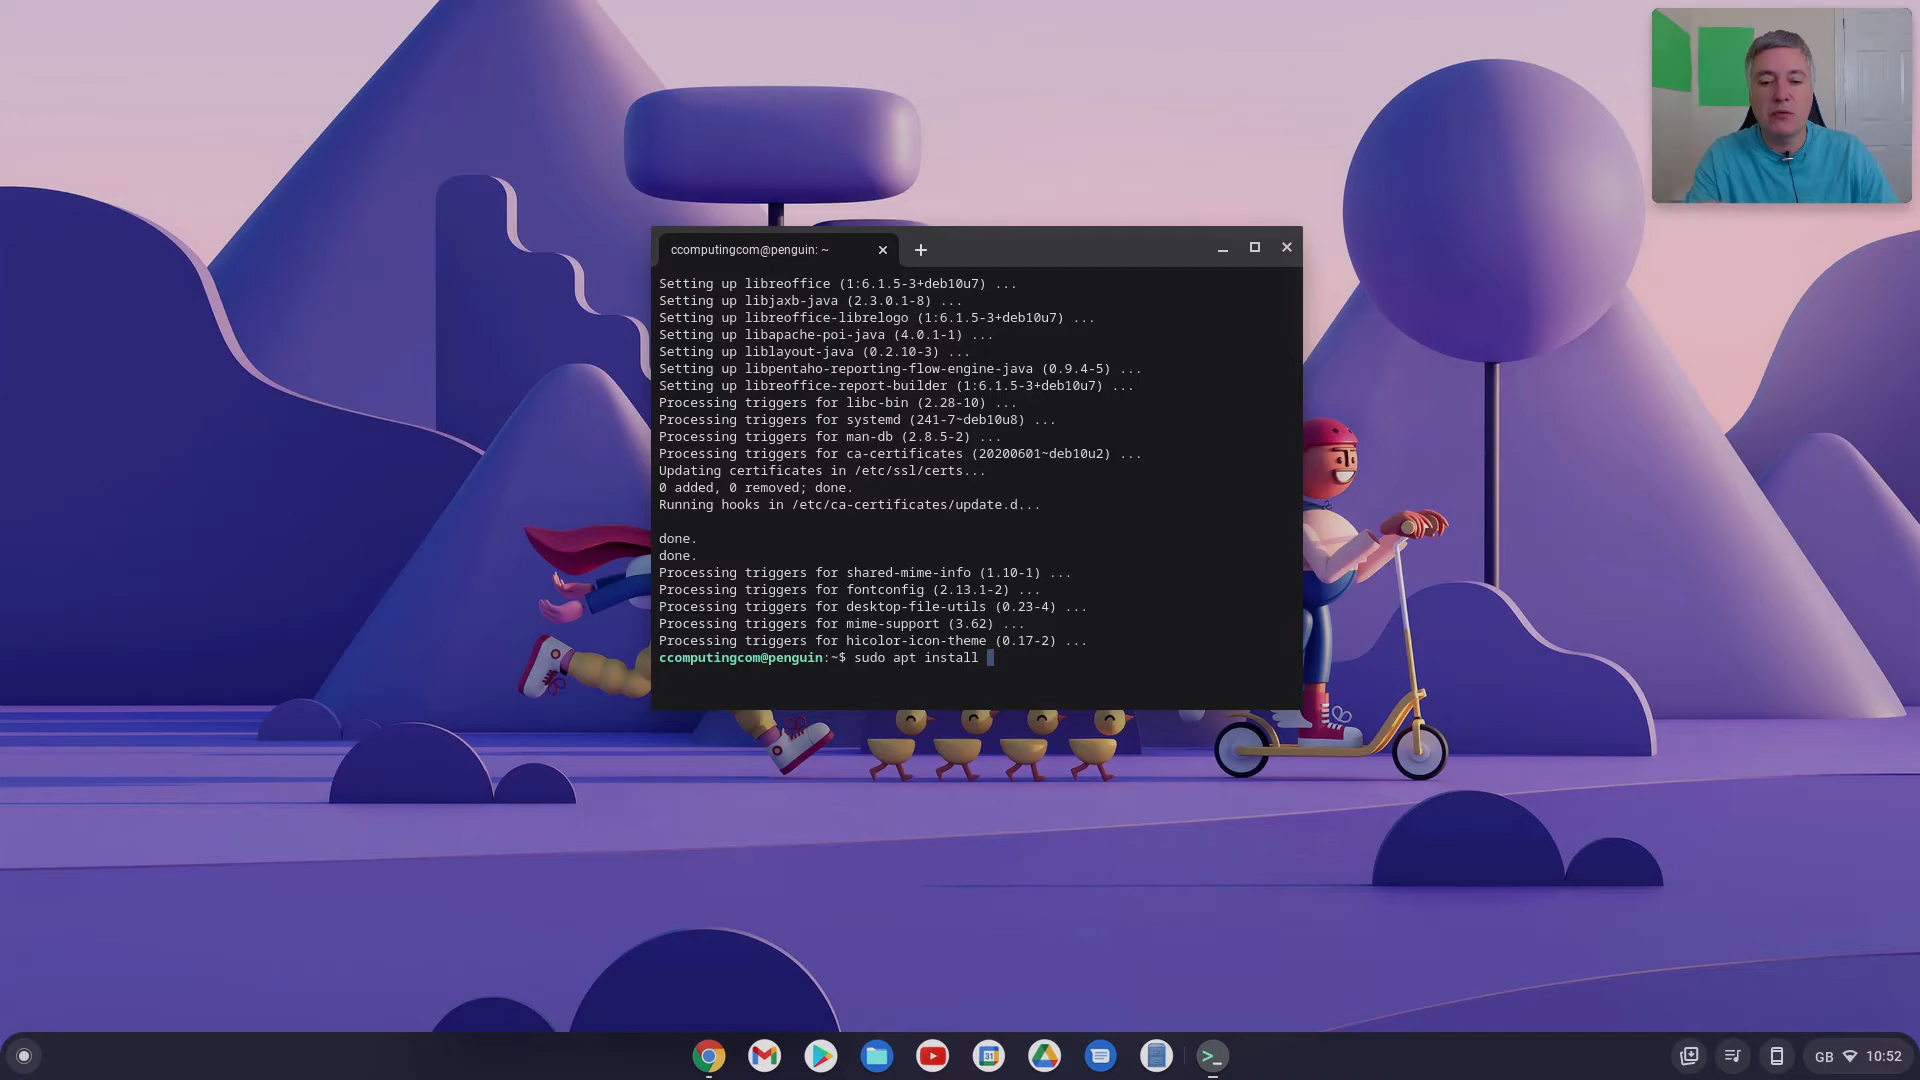 ccomputingcom@penguin: ~
Setting up libreoffice (1:6.1.5-3+deb10u7) ...
Setting up libjaxb-java (2.3.0.1-8) ...
Setting up libreoffice-librelogo (1:6.1.5-3+deb10u7) ...
Setting up libapache-poi-java (4.0.1-1) ...
Setting up liblayout-java (0.2.10-3) ...
Setting up libpentaho-reporting-flow-engine-java (0.9.4-5) ...
Setting up libreoffice-report-builder (1:6.1.5-3+deb10u7) ...
Processing triggers for libc-bin (2.28-10) ...
Processing triggers for systemd (241-7~deb10u8) ...
Processing triggers for man-db (2.8.5-2) ...
Processing triggers for ca-certificates (20200601~deb10u2) ...
Updating certificates in /etc/ssl/certs...
0 added, 0 removed; done.
Running hooks in /etc/ca-certificates/update.d...
done.
done.
Processing triggers for shared-mime-info (1.10-1) ...
Processing triggers for fontconfig (2.13.1-2) ...
Processing triggers for desktop-file-utils (0.23-4) ...
Processing triggers for mime-support (3.62) ...
Processing triggers for hicolor-icon-theme (0.17-2) ...
ccomputingcom@penguin:~$ sudo apt install
31
GB 10:52